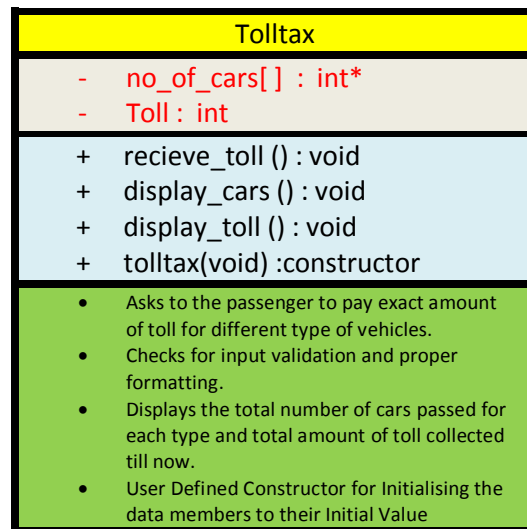 Tolltax
- no_of_cars[ ] : int*
- Toll : int
+ recieve_toll () : void
+ display_cars () : void
+ display_toll () : void
+ tolltax(void) :constructor
• Asks to the passenger to pay exact amount
of toll for different type of vehicles.
• Checks for input validation and proper
formatting.
• Displays the total number of cars passed for
each type and total amount of toll collected
till now.
• User Defined Constructor for Initialising the
data members to their Initial Value